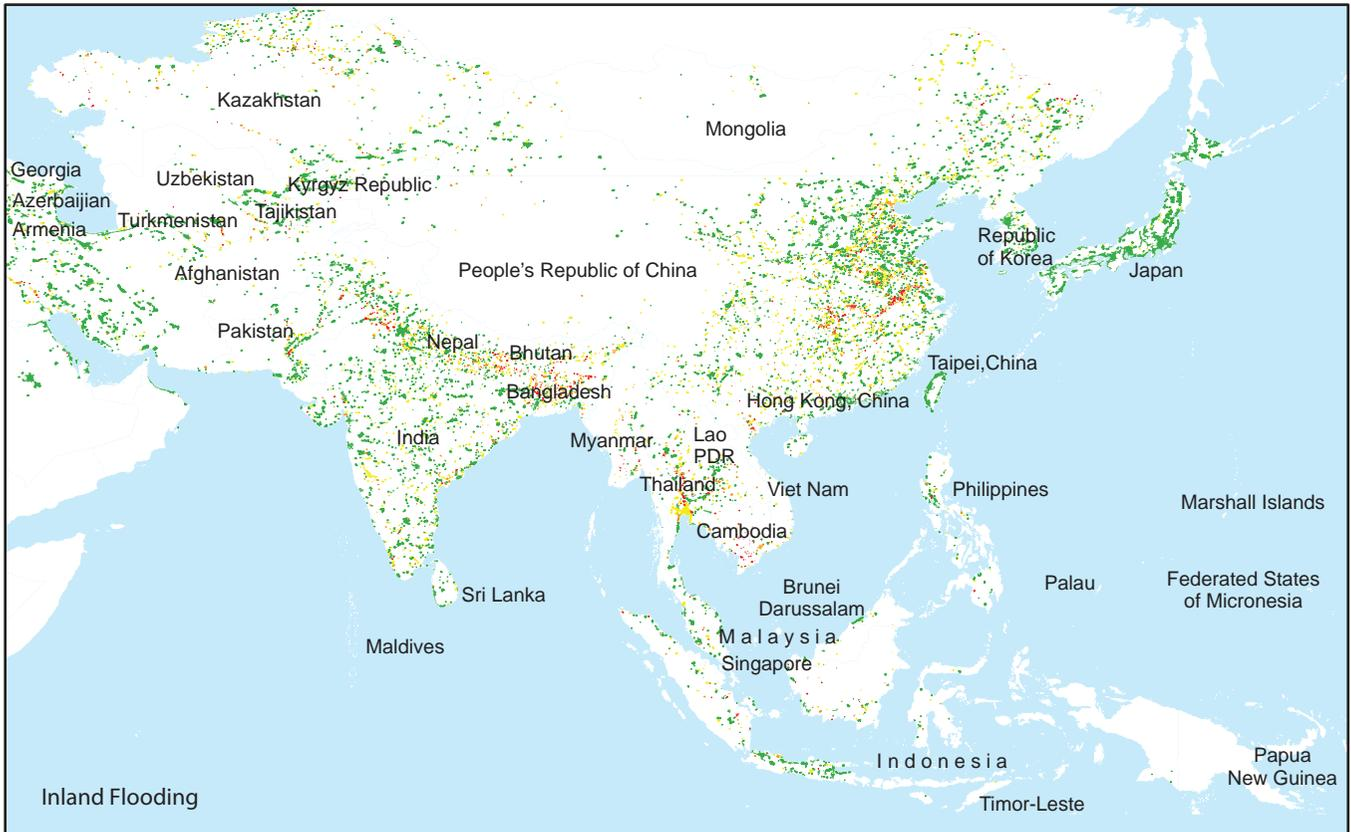 Kazakhstan
Mongolia
Georgia
Uzbekistan
Kyrgyz Republic
Azerbaijian
Tajikistan
Turkmenistan
Armenia
Republic
of Korea
Afghanistan
People's Republic of China
Japan
Pakistan
Nepal
Bhutan
Taipei,China
Bangladesh
Hong Kong, China
India
Myanmar
Lao
PDR
Thailand
Viet Nam
Philippines
Marshall Islands
Cambodia
Brunei
Darussalam
Palau
Federated States
of Micronesia
Sri Lanka
Malaysia
Maldives
Singapore
Indonesia
Papua
New Guinea
Inland Flooding
Timor-Leste